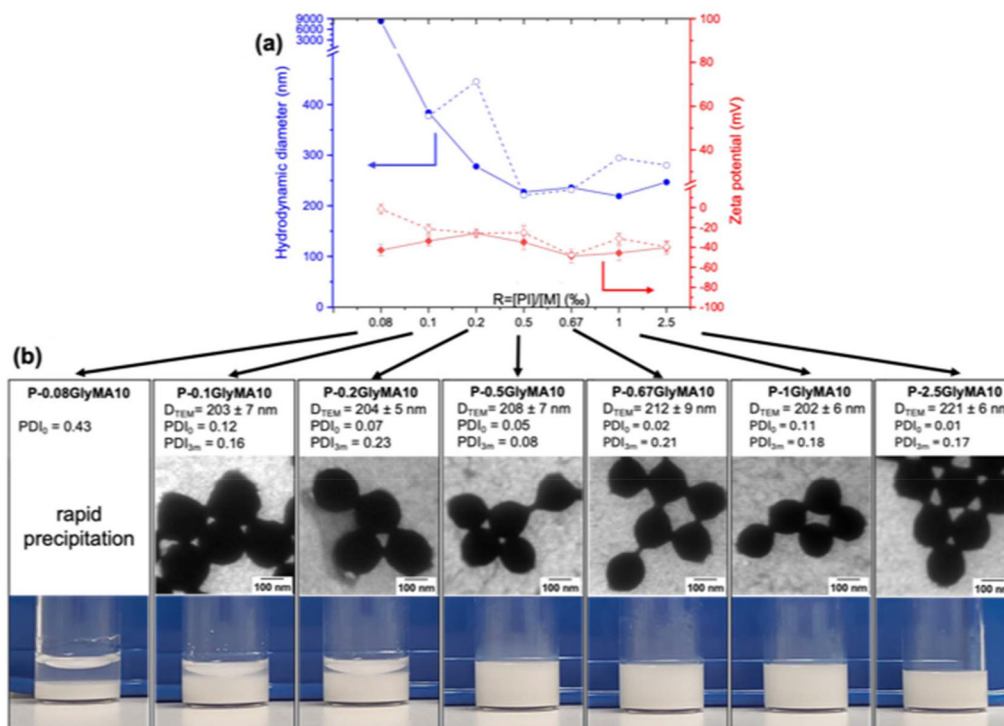 (a)
Hydrodynamic diameter (nm)
9000
6000
3000
400
300
200
100
0
Zeta potential (mV)
100
80
60
40
0
-20
-40
-60
-80
-100
R=[PI]/[M] (‰)
0.08 0.1 0.2 0.5 0.67 1 2.5
(b)
P-0.08GlyMA10
PDI0 = 0.43
rapid
precipitation
P-0.1GlyMA10
DTEM= 203 ± 7 nm
PDI0 = 0.12
PDI3m = 0.16
100 nm
P-0.2GlyMA10
DTEM = 204 ± 5 nm
PDI0 = 0.07
PDI3m = 0.23
100 nm
P-0.5GlyMA10
DTEM = 208 ± 7 nm
PDI0 = 0.05
PDI3m = 0.08
100 nm
P-0.67GlyMA10
DTEM = 212 ± 9 nm
PDI0 = 0.02
PDI3m = 0.21
100 nm
P-1GlyMA10
DTEM = 202 ± 6 nm
PDI0 = 0.11
PDI3m = 0.18
100 nm
P-2.5GlyMA10
DTEM = 221 ± 6 nm
PDI0 = 0.01
PDI3m = 0.17
100 nm